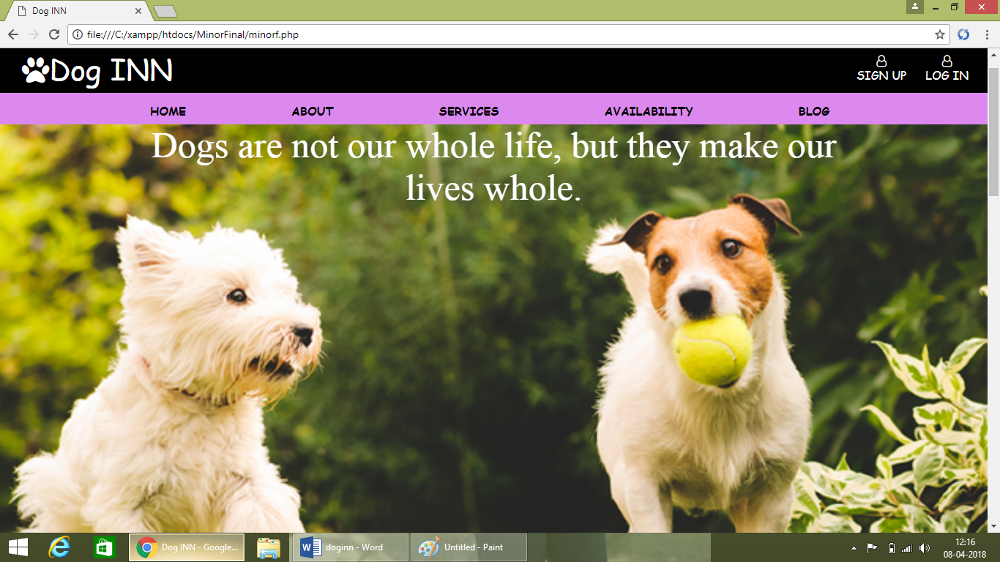 Dog INN
file:///C:/xampp/htdocs/MinorFinal/minorf.php
Dog INN
SIGN UP LOG IN
HOME ABOUT SERVICES AVAILABILITY BLOG
Dogs are not our whole life, but they make our
lives whole.
Dog INN - Google... doginn - Word Untitled - Paint
12:16
08-04-2018